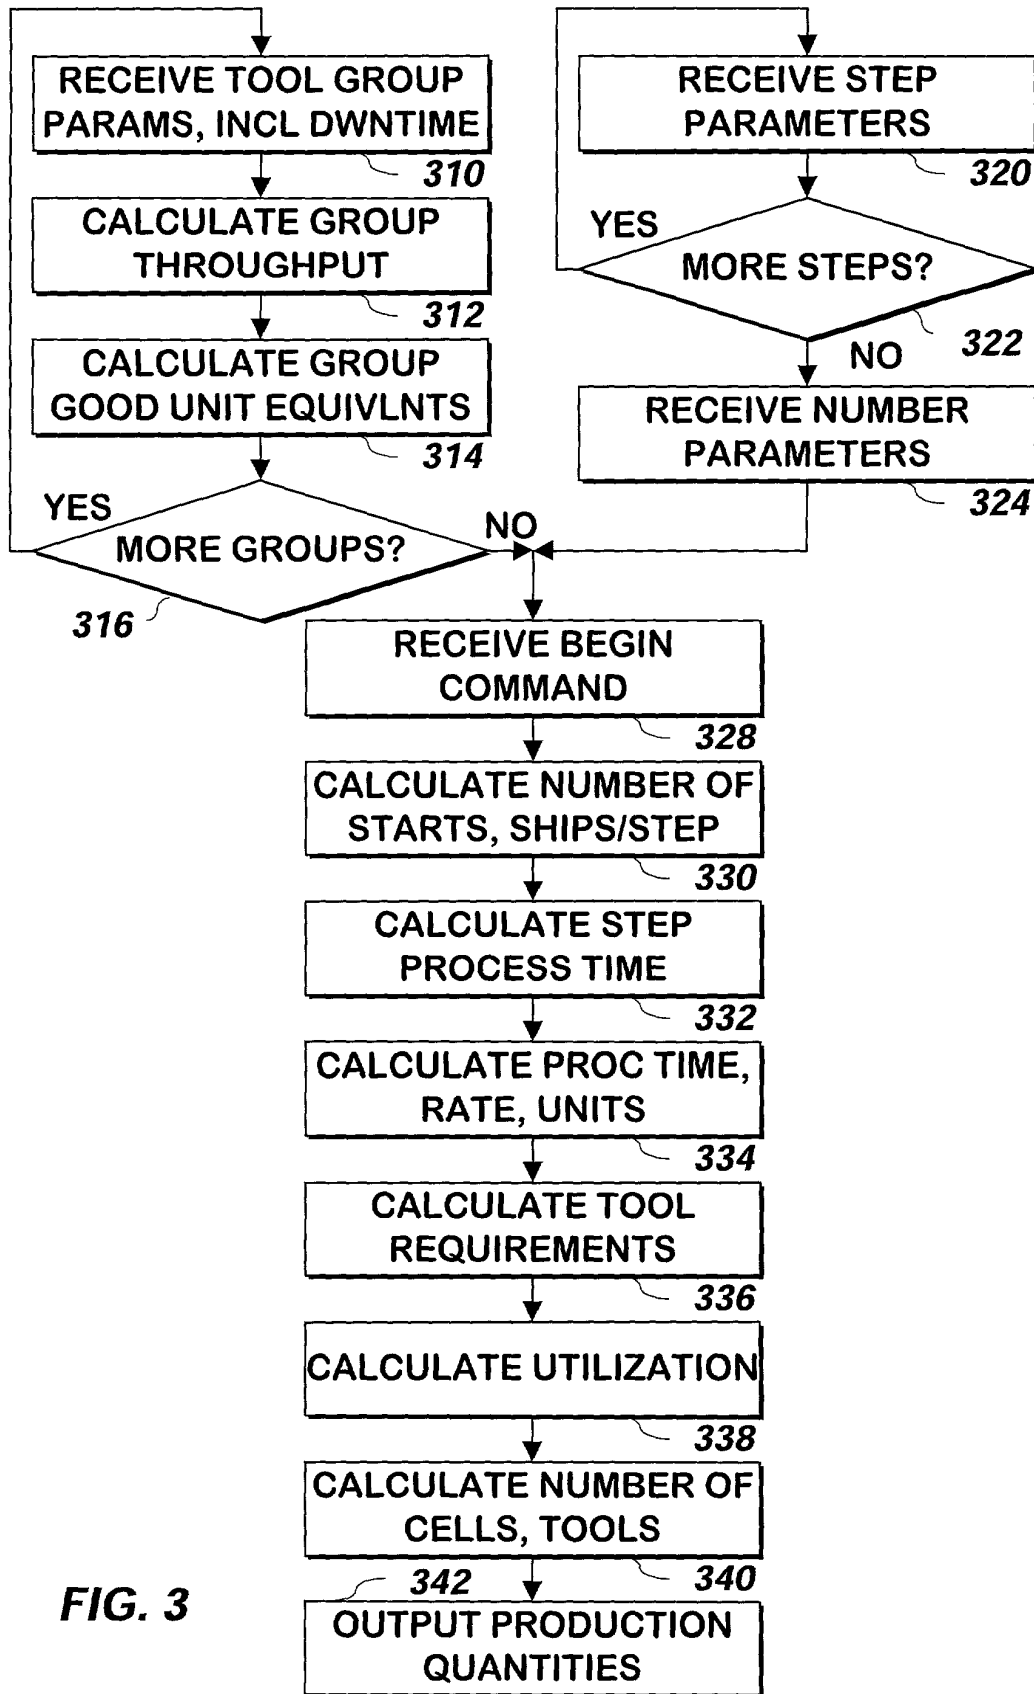 RECEIVE TOOL GROUP
PARAMS, INCL DWNTIME
310
CALCULATE GROUP
THROUGHPUT
312
CALCULATE GROUP
GOOD UNIT EQUIVLNTS
314
YES
MORE GROUPS?
NO
316
RECEIVE STEP
PARAMETERS
320
YES
MORE STEPS?
322
NO
RECEIVE NUMBER
PARAMETERS
324
RECEIVE BEGIN
COMMAND
328
CALCULATE NUMBER OF
STARTS, SHIPS/STEP
330
CALCULATE STEP
PROCESS TIME
332
CALCULATE PROC TIME,
RATE, UNITS
334
CALCULATE TOOL
REQUIREMENTS
336
CALCULATE UTILIZATION
338
CALCULATE NUMBER OF
CELLS, TOOLS
340
342
OUTPUT PRODUCTION
QUANTITIES
FIG. 3